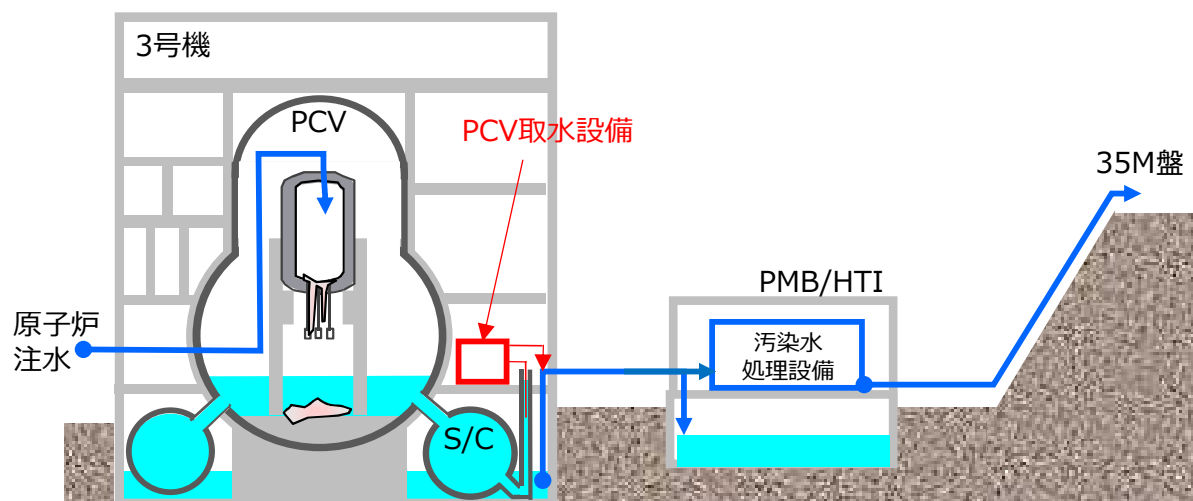 3号機
PCV
PCV取水設備
35M盤
PMB/HTI
原子炉
注水
汚染水
処理設備
S/C